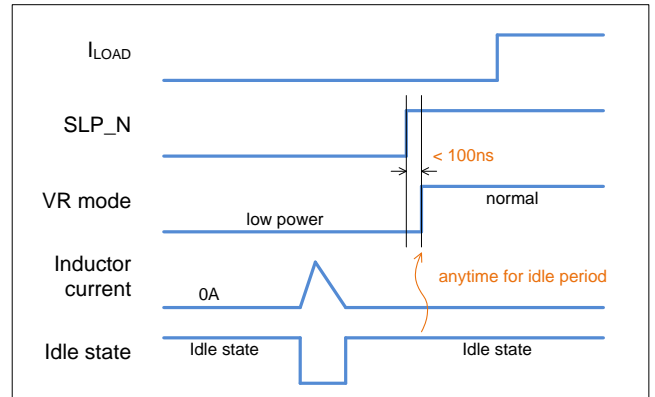 I_LOAD
SLP_N
< 100ns
VR mode
low power
normal
Inductor
current
0A
anytime for idle period
Idle state
Idle state
Idle state